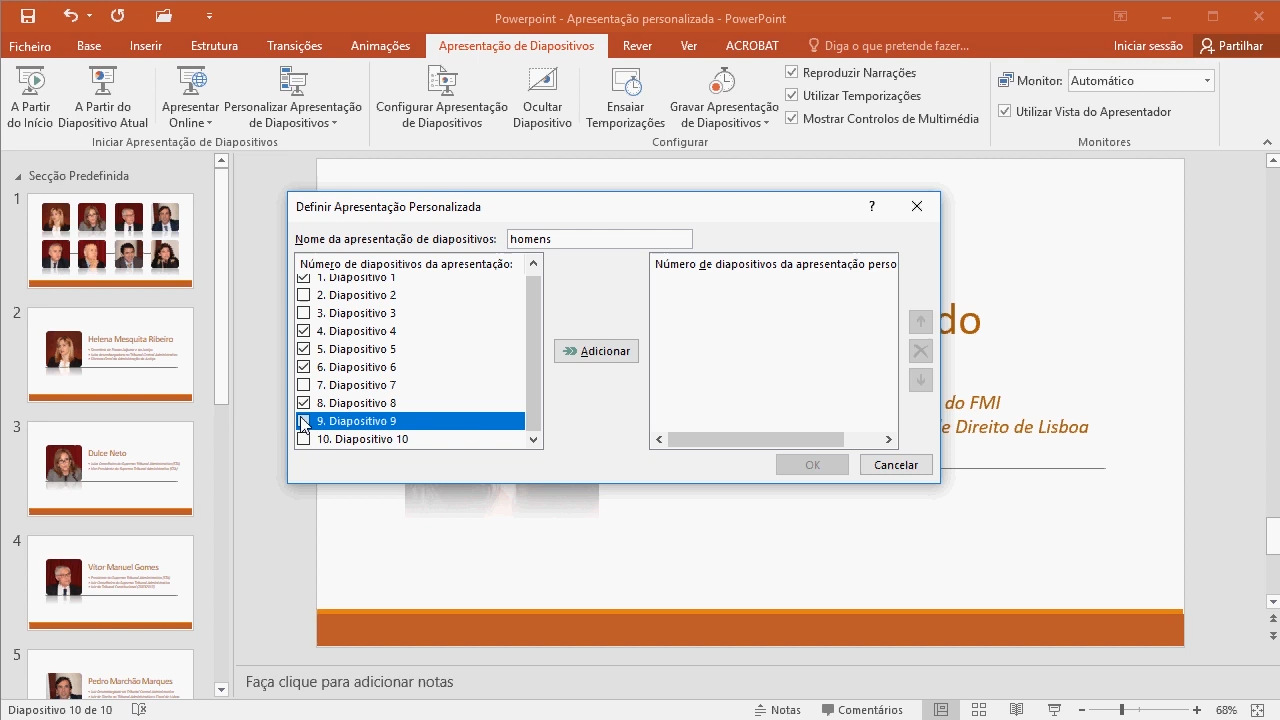 Powerpoint - Apresentação personalizada - PowerPoint
Ficheiro Base Inserir Estrutura Transições Animações Apresentação de Diapositivos Rever Ver ACROBAT Diga o que pretende fazer... Iniciar sessão Partilhar
A Partir do Início
A Partir do Diapositivo Atual
Apresentar Online
Personalizar Apresentação de Diapositivos
Iniciar Apresentação de Diapositivos
Configurar Apresentação de Diapositivos
Ocultar Diapositivo
Ensaiar Temporizações
Gravar Apresentação de Diapositivos
Reproduzir Narrações
Utilizar Temporizações
Mostrar Controlos de Multimédia
Configurar
Monitor: Automático
Utilizar Vista do Apresentador
Monitores
Secção Predefinida
1
2
Helena Mesquita Ribeiro
3
Dulce Neto
4
Vítor Manuel Gomes
5
Pedro Marchão Marques
Definir Apresentação Personalizada
?
Nome da apresentação de diapositivos: homens
Número de diapositivos da apresentação:
1. Diapositivo 1
2. Diapositivo 2
3. Diapositivo 3
4. Diapositivo 4
5. Diapositivo 5
6. Diapositivo 6
7. Diapositivo 7
8. Diapositivo 8
9. Diapositivo 9
10. Diapositivo 10
Adicionar
Número de diapositivos da apresentação perso
OK Cancelar
do
do FMI
e Direito de Lisboa
Faça clique para adicionar notas
Diapositivo 10 de 10 Notas Comentários 68%